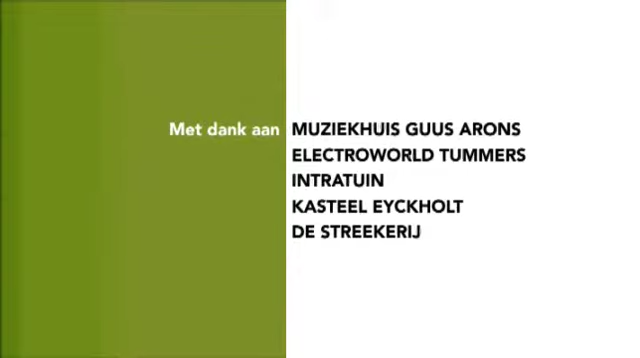 Met dank aan MUZIEKHUIS GUUS ARONS
ELECTROWORLD TUMMERS
INTRATUIN
KASTEEL EYCKHOLT
DE STREEKERIJ